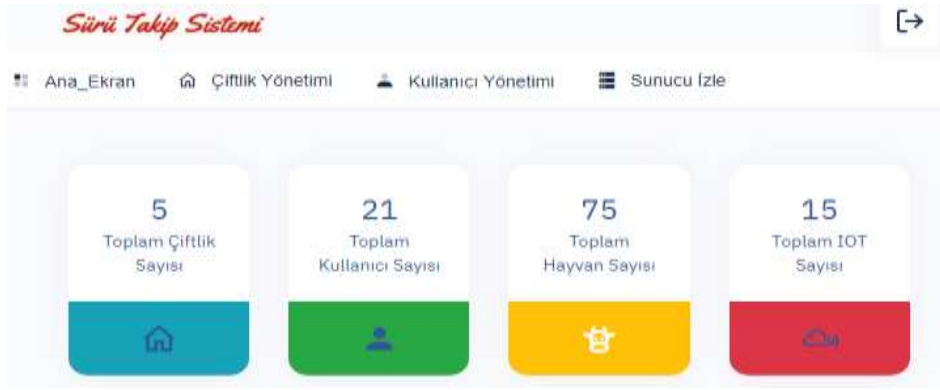 Sürü Takip Sistemi
Ana_Ekran Çiftlik Yönetimi Kullanıcı Yönetimi Sunucu İzle
5
Toplam Çiftlik
Sayısı
21
Toplam
Kullanıcı Sayısı
75
Toplam
Hayvan Sayısı
15
Toplam IOT
Sayısı